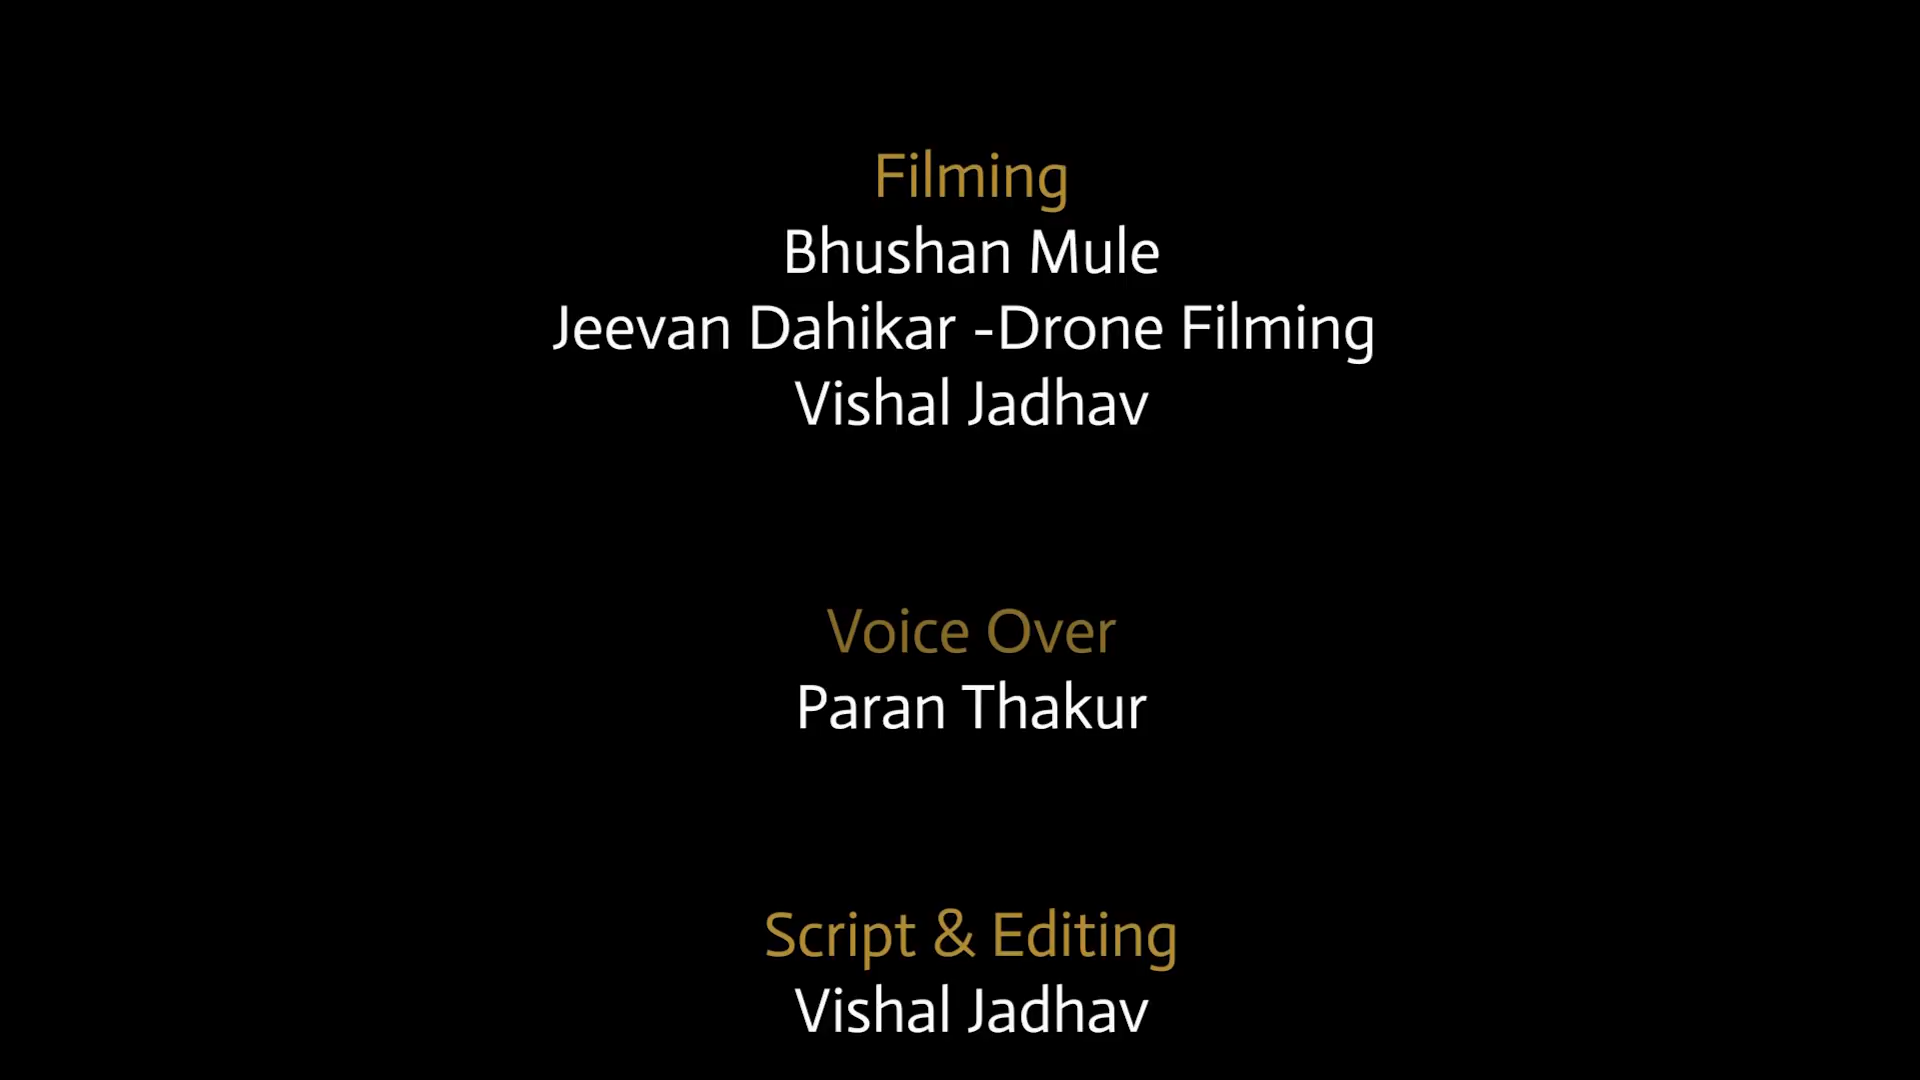 Filming
Bhushan Mule
Jeevan Dahikar -Drone Filming
Vishal Jadhav
Voice Over
Paran Thakur
Script & Editing
Vishal Jadhav